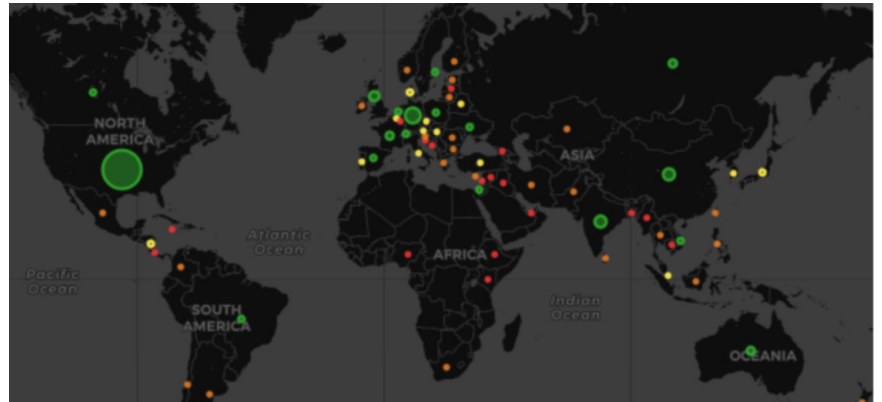 NORTH
AMERICA
ASIA
Atlantic
Ocean
AFRICA
Pacific
Ocean
Indian
Ocean
SOUTH
AMERICA
OCEANIA